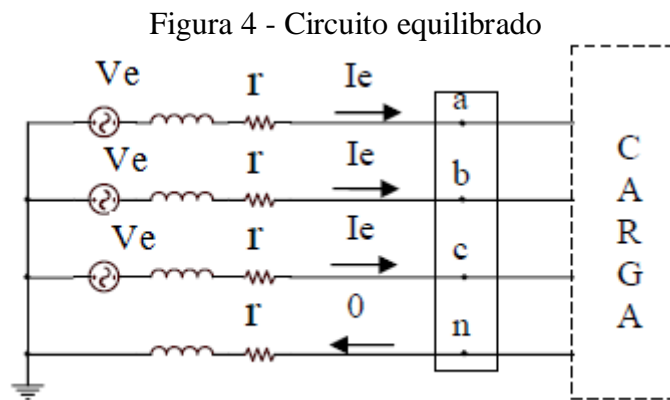 Figura 4 - Circuito equilibrado
Ve r Ie a
Ve r Ie b
Ve r Ie c
r 0 n
C
A
R
G
A